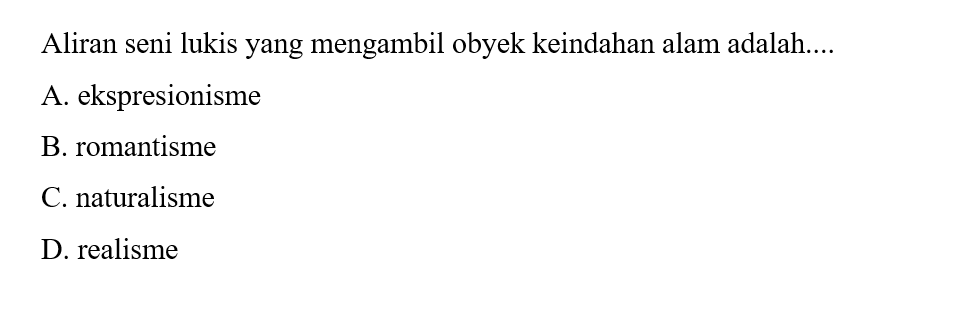 Aliran seni lukis yang mengambil obyek keindahan alam adalah....
A. ekspresionisme
B. romantisme
C. naturalisme
D. realisme